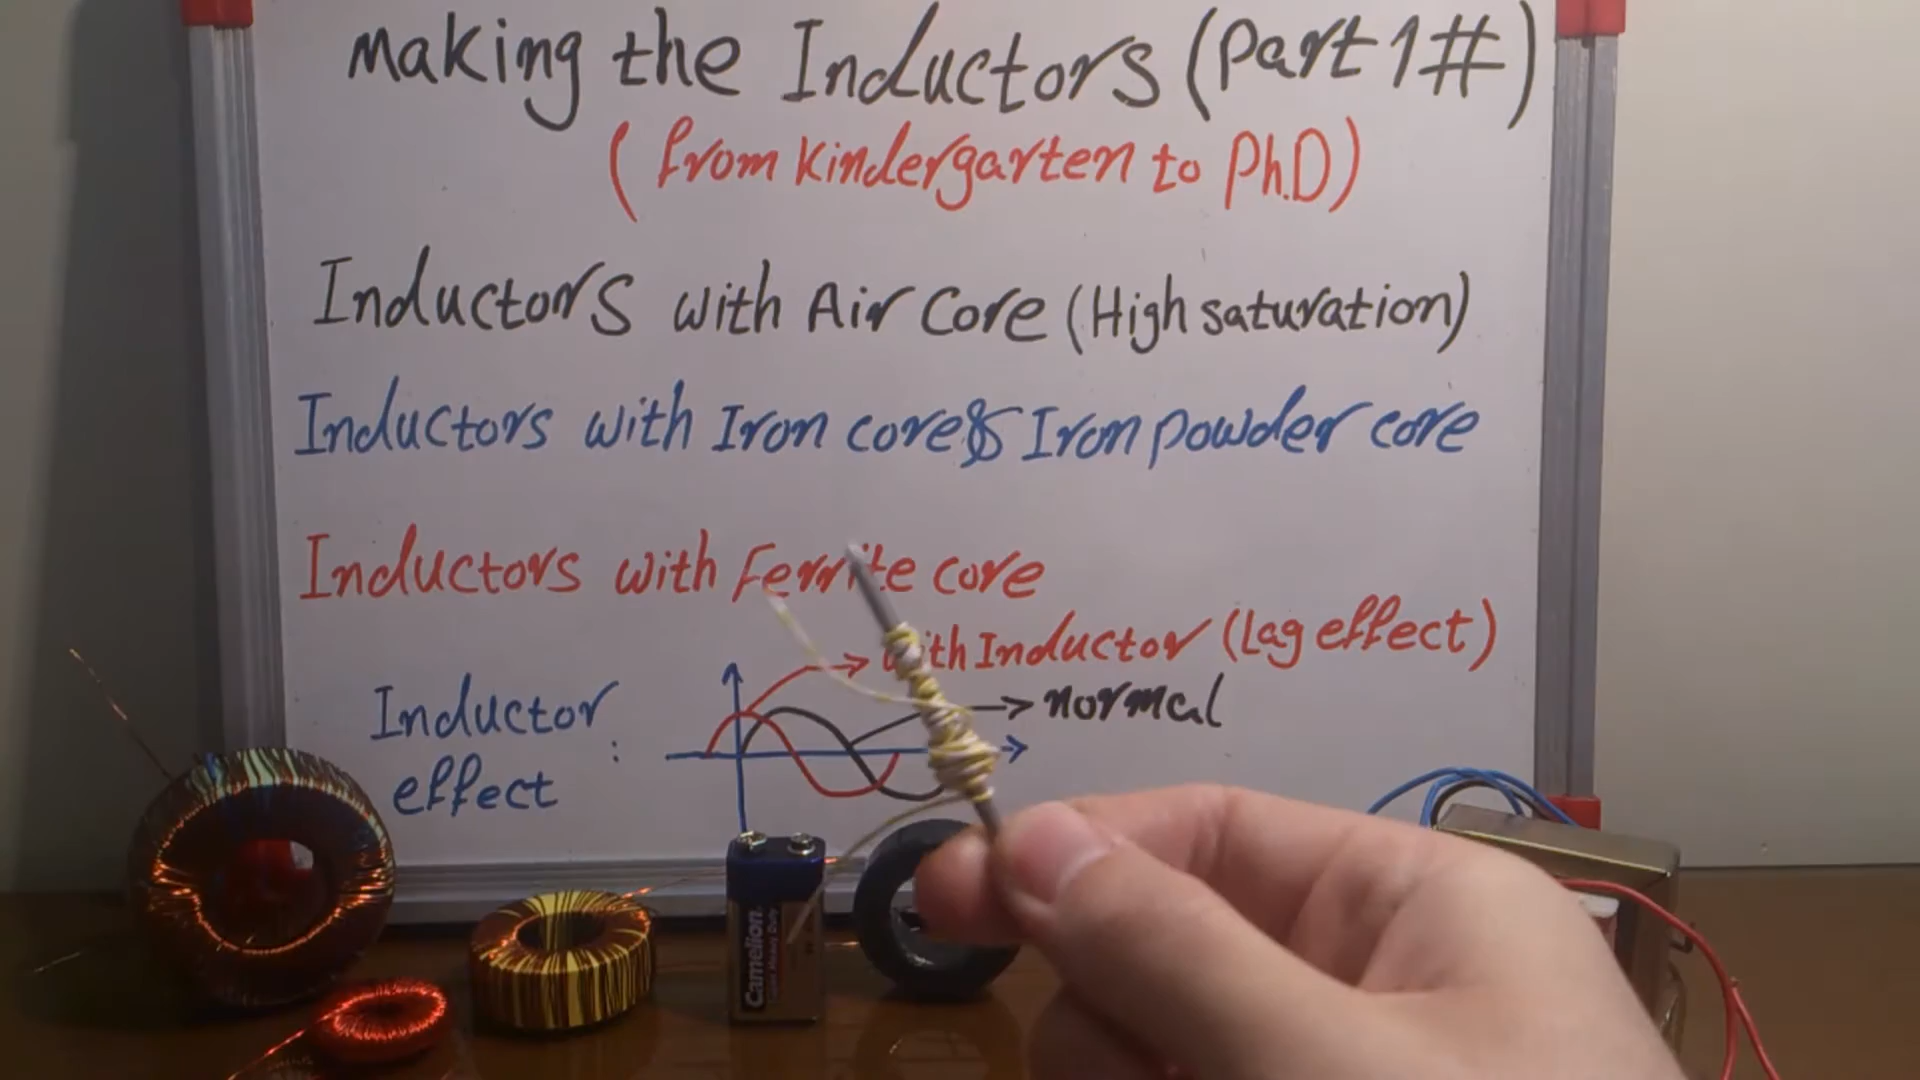 Making the Inductors (Part 1#)
(from Kindergarten to Ph.D)
Inductors with Air Core (High saturation)
Inductors with Iron core & Iron powder core
Inductors with Ferrite core
with Inductor (Lag effect)
Inductor
effect :
normal
Camelion